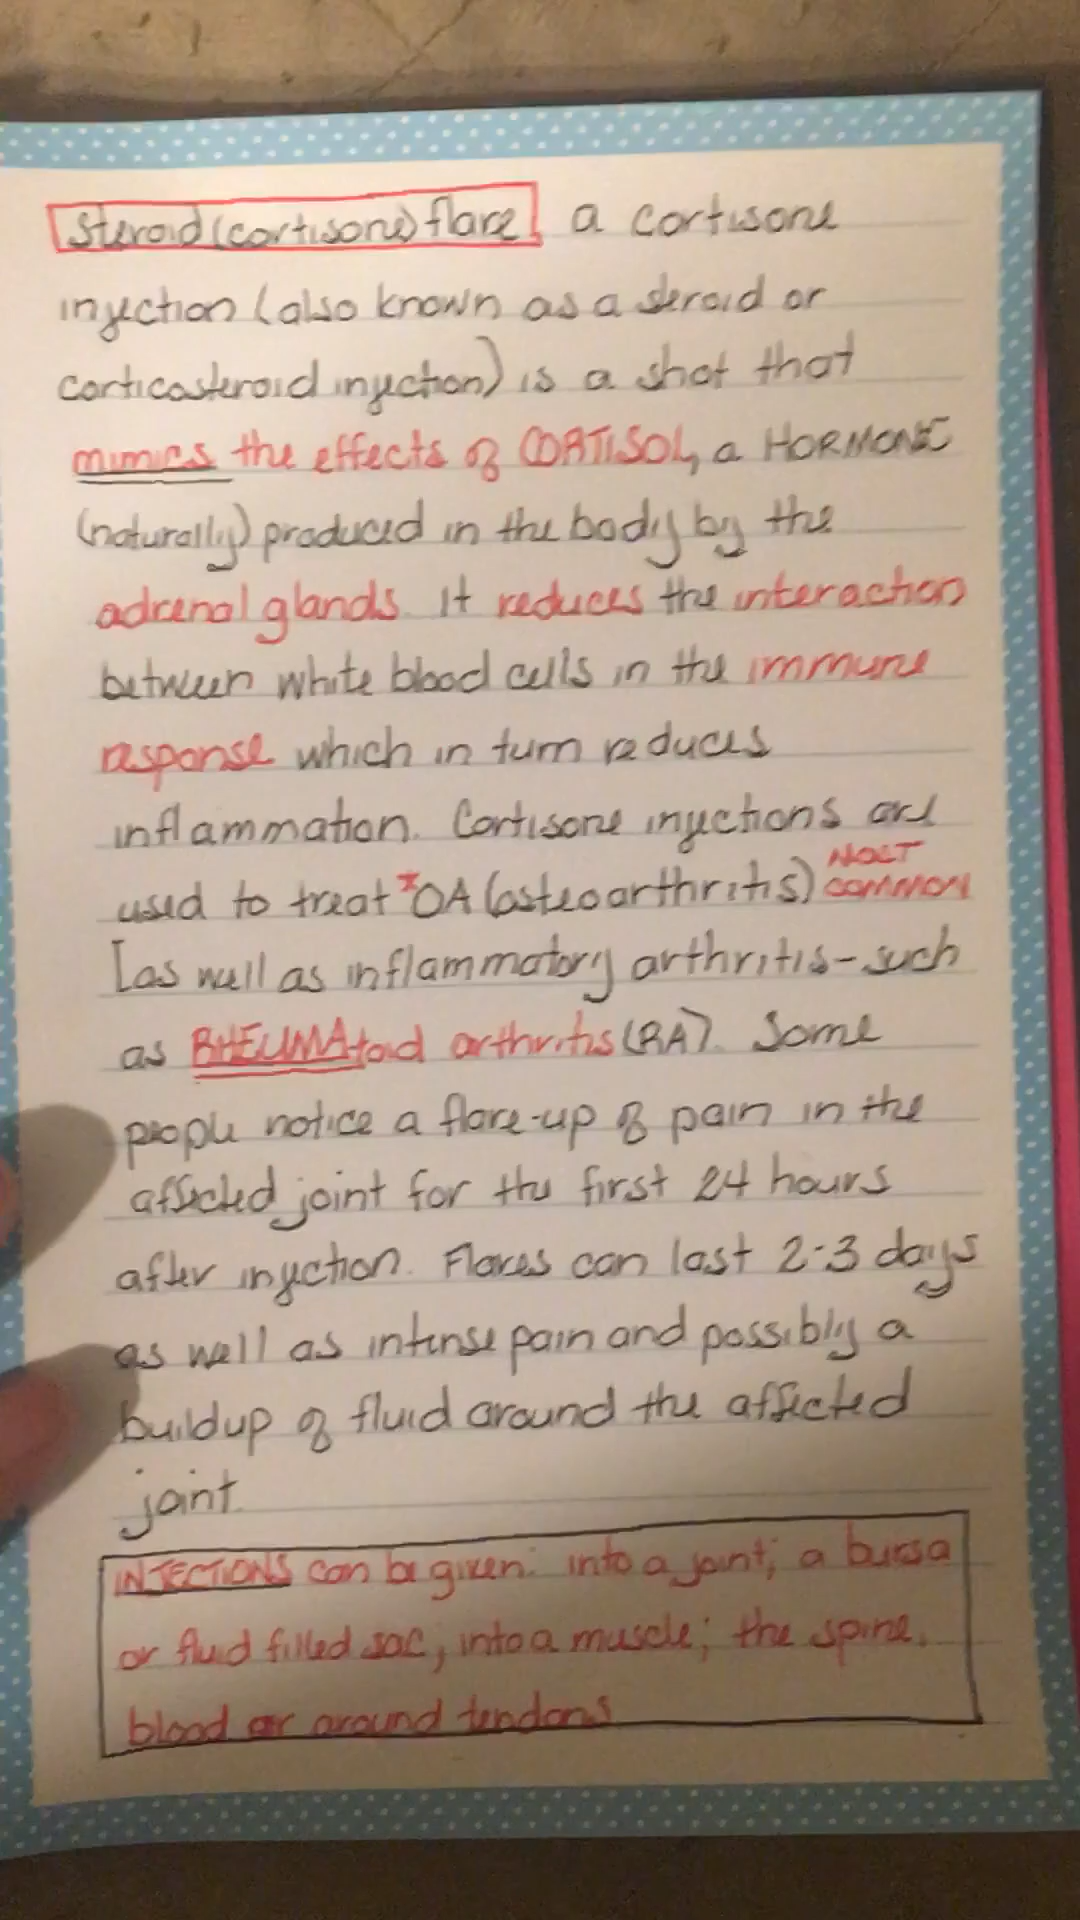 Steroid (cortisone) flare, a cortisone
injection (also known as a steroid or
corticosteroid injection) is a shot that
mimics the effects of CORTISOL, a HORMONE
(naturally) produced in the body by the
adrenal glands. It reduces the interaction
between white blood cells in the immune
response which in turn reduces
inflammation. Cortisone injections are
used to treat *OA (osteoarthritis) MOST COMMON
[as well as inflammatory arthritis-such
as RHEUMAtoid arthritis (RA). Some
people notice a flare-up of pain in the
affected joint for the first 24 hours
after injection. Flares can last 2-3 days
as well as intense pain and possibly a
buildup of fluid around the affected
joint.
INJECTIONS can be given: into a joint; a bursa
or fluid filled sac; into a muscle; the spine,
blood or around tendons